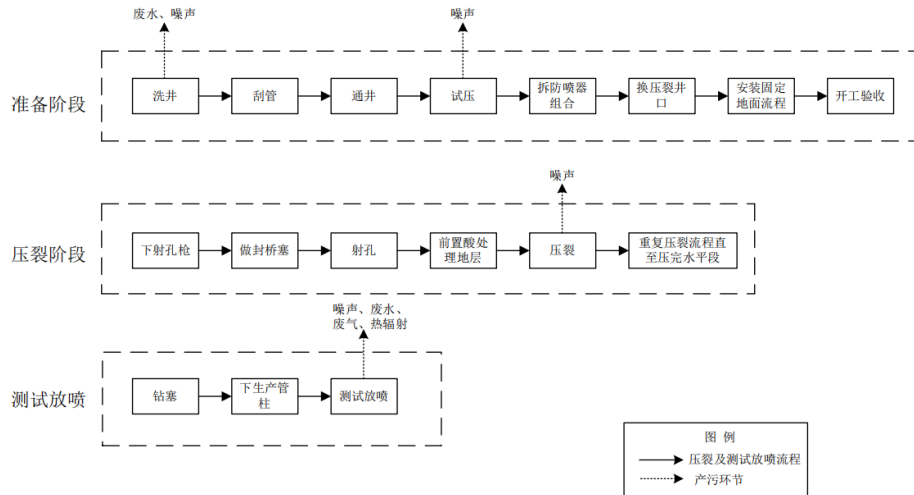 废水、噪声
噪声
准备阶段
洗井
刮管
通井
试压
拆防喷器
组合
换压裂井
口
安装固定
地面流程
开工验收
噪声
压裂阶段
下射孔枪
做封桥塞
射孔
前置酸处
理地层
压裂
重复压裂流程直
至压完水平段
噪声、废水、
废气、热辐射
测试放喷
钻塞
下生产管
柱
测试放喷
图 例
压裂及测试放喷流程
产污环节